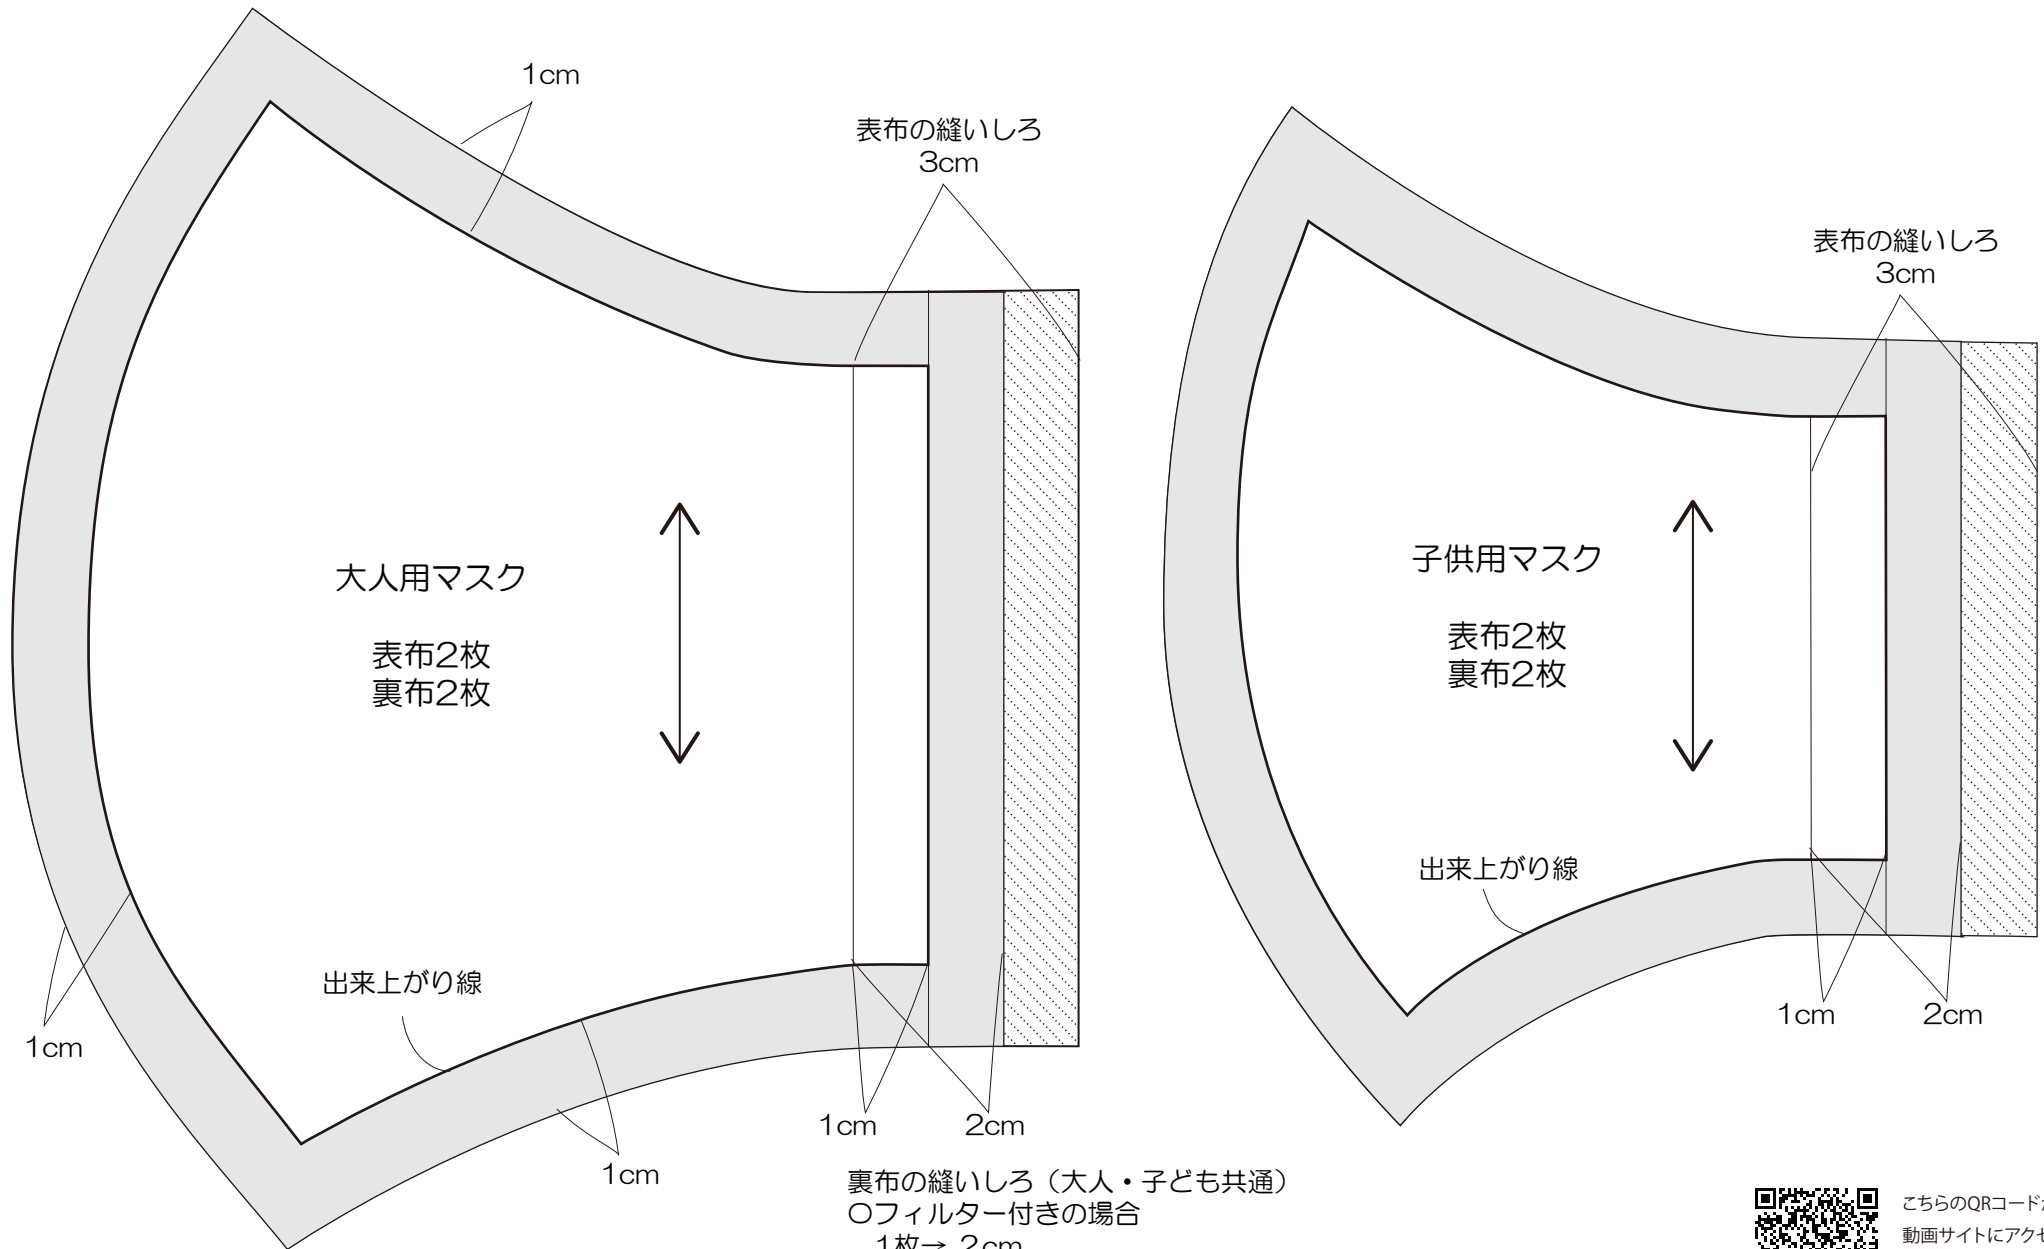 1cm
表布の縫いしろ
3cm
大人用マスク
表布2枚
裏布2枚
出来上がり線
1cm
1cm
1cm
2cm
表布の縫いしろ
3cm
子供用マスク
表布2枚
裏布2枚
出来上がり線
1cm
2cm
裏布の縫いしろ(大人・子ども共通)
○フィルター付きの場合
1枚→ 2cm
こちらのQRコード
動画サイトにアクセ